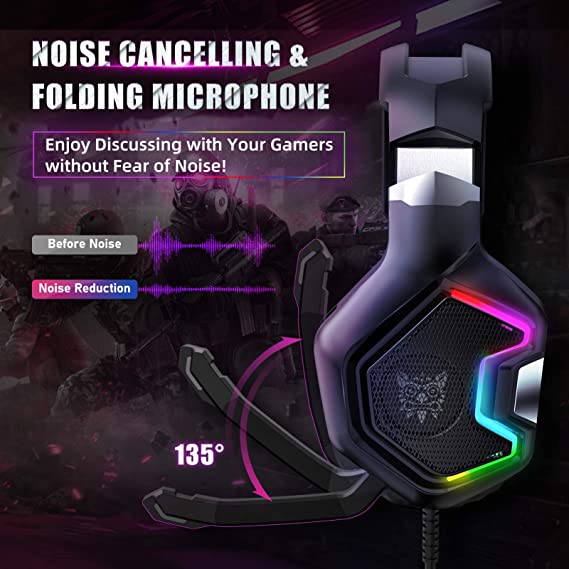 NOISE CANCELLING &
FOLDING MICROPHONE
Enjoy Discussing with Your Gamers
without Fear of Noise!
Before Noise
Noise Reduction
135°